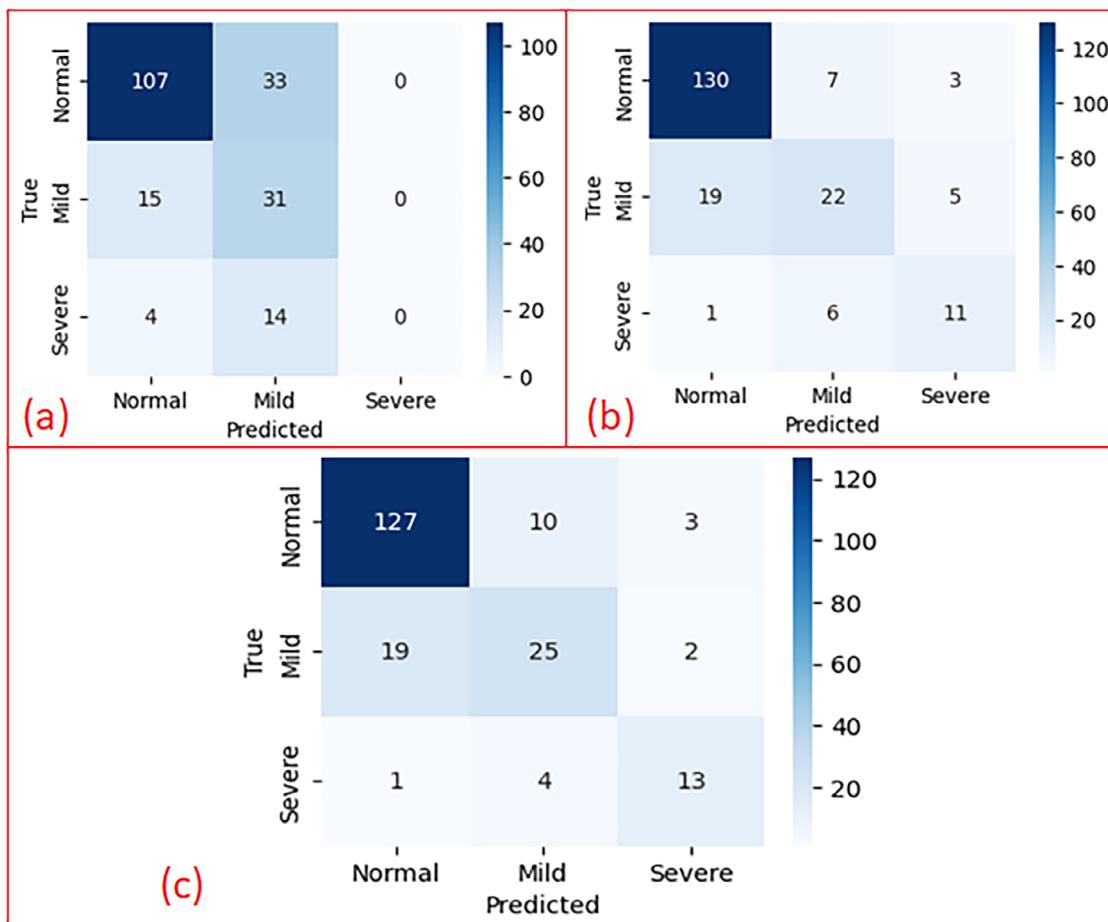 Normal 107 33 0
True
Mild 15 31 0
Severe 4 14 0
Normal Mild Severe
Predicted
100
80
60
40
20
0
(a)
Normal 130 7 3
True
Mild 19 22 5
Severe 1 6 11
Normal Mild Severe
Predicted
120
100
80
60
40
20
(b)
Normal 127 10 3
True
Mild 19 25 2
Severe 1 4 13
Normal Mild Severe
Predicted
120
100
80
60
40
20
(c)